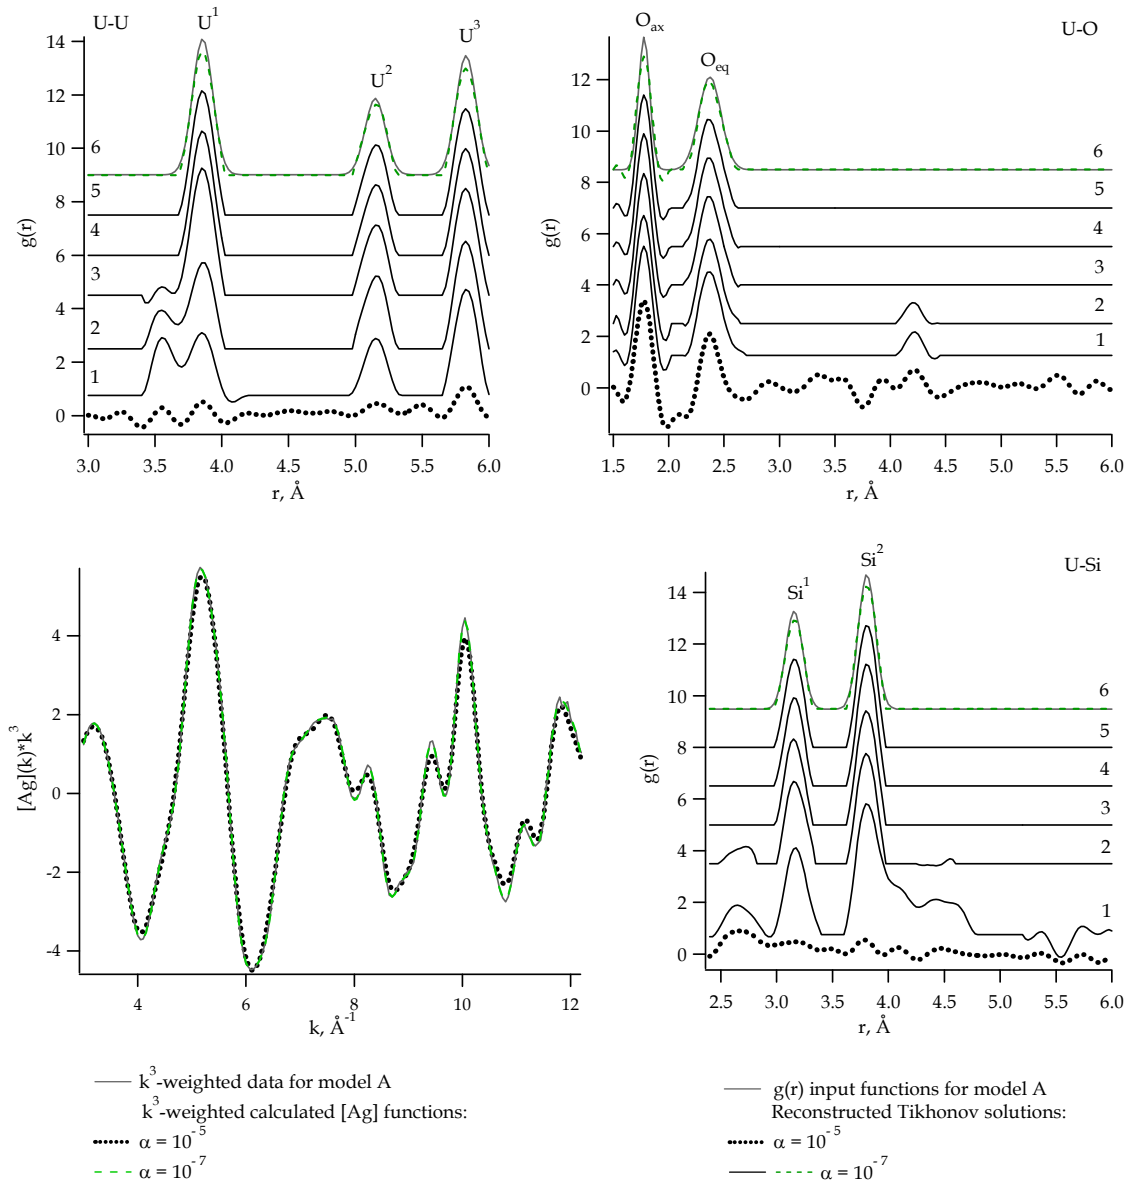 U-U
U¹
U²
U³
14
12
10
8
6
4
2
0
6
5
4
3
2
1
g(r)
3.0 3.5 4.0 4.5 5.0 5.5 6.0
r, Å
U-O
O_ax
O_eq
12
10
8
6
4
2
0
6
5
4
3
2
1
g(r)
1.5 2.0 2.5 3.0 3.5 4.0 4.5 5.0 5.5 6.0
r, Å
4
2
0
-2
-4
[Ag](k)*k³
4 6 8 10 12
k, Å⁻¹
U-Si
Si¹
Si²
14
12
10
8
6
4
2
0
6
5
4
3
2
1
g(r)
2.5 3.0 3.5 4.0 4.5 5.0 5.5 6.0
r, Å
k³-weighted data for model A
k³-weighted calculated [Ag] functions:
α = 10⁻⁵
α = 10⁻⁷
g(r) input functions for model A
Reconstructed Tikhonov solutions:
α = 10⁻⁵
α = 10⁻⁷